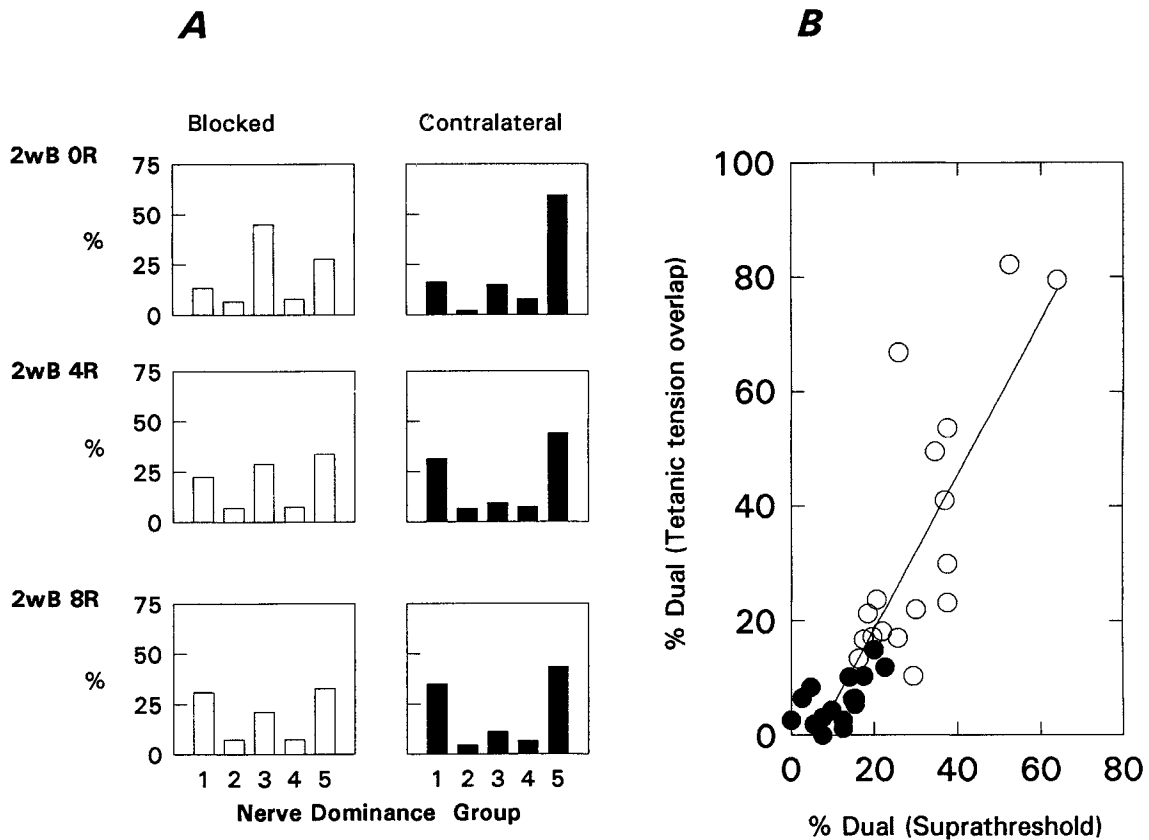 A
B
Blocked
Contralateral
2wB 0R
75
50
%
25
0
2wB 4R
75
50
%
25
0
2wB 8R
75
50
%
25
0
1 2 3 4 5
1 2 3 4 5
Nerve Dominance Group
% Dual (Tetanic tension overlap)
100
80
60
40
20
0
0 20 40 60 80
% Dual (Suprathreshold)